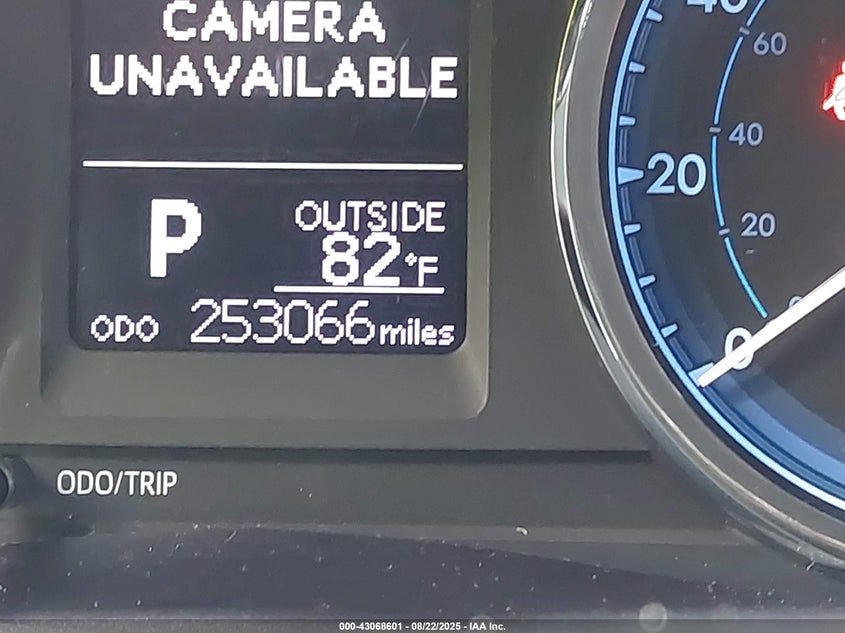 CAMERA
UNAVAILABLE
P
OUTSIDE
82°F
ODO 253066 miles
ODO/TRIP
60
40
20
20
0
000-43068601 - 08/22/2025 - IAA Inc.